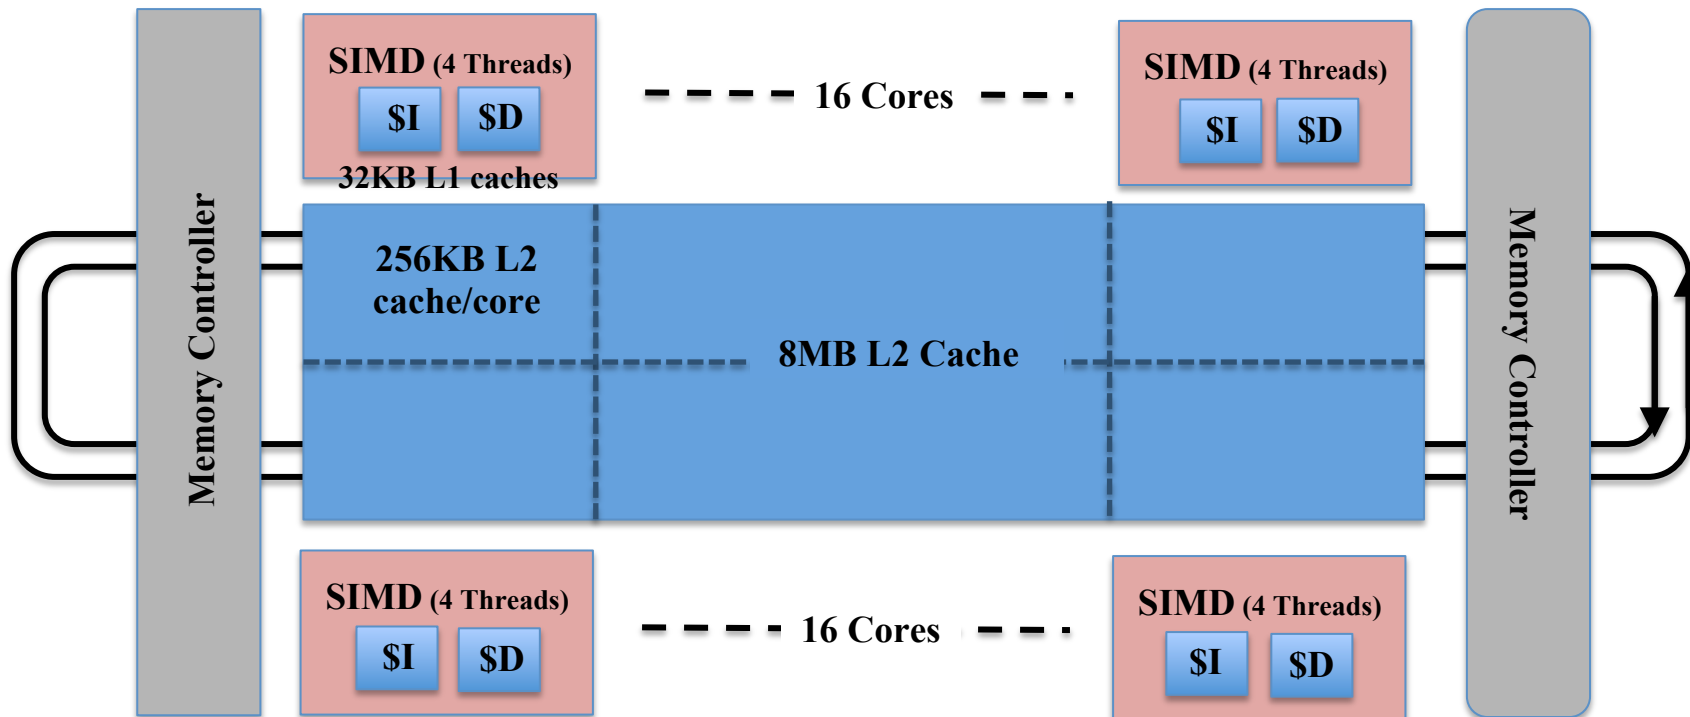 SIMD (4 Threads)
$I $D
32KB L1 caches
16 Cores
SIMD (4 Threads)
$I $D
Memory Controller
256KB L2
cache/core
8MB L2 Cache
Memory Controller
SIMD (4 Threads)
$I $D
16 Cores
SIMD (4 Threads)
$I $D